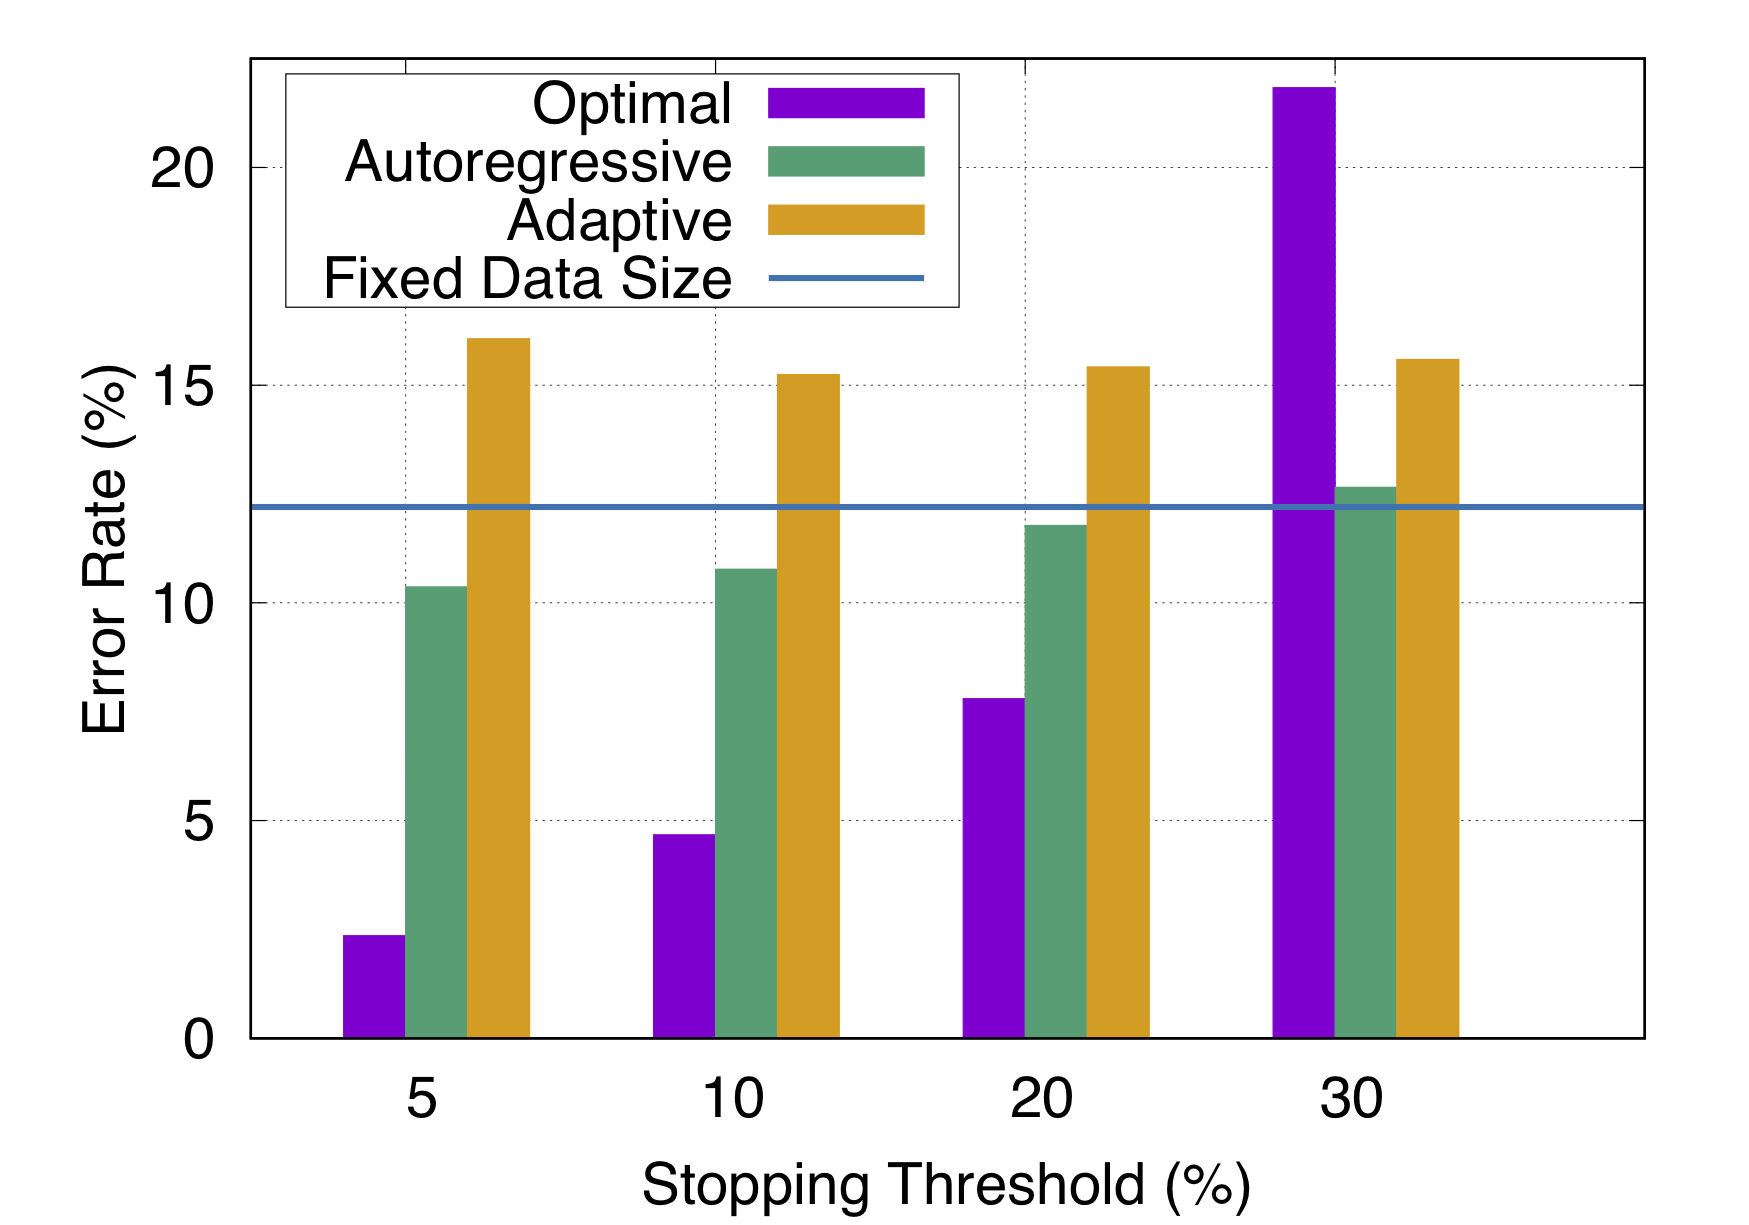 Optimal
Autoregressive
Adaptive
Fixed Data Size
20
15
10
5
0
Error Rate (%)
5 10 20 30
Stopping Threshold (%)